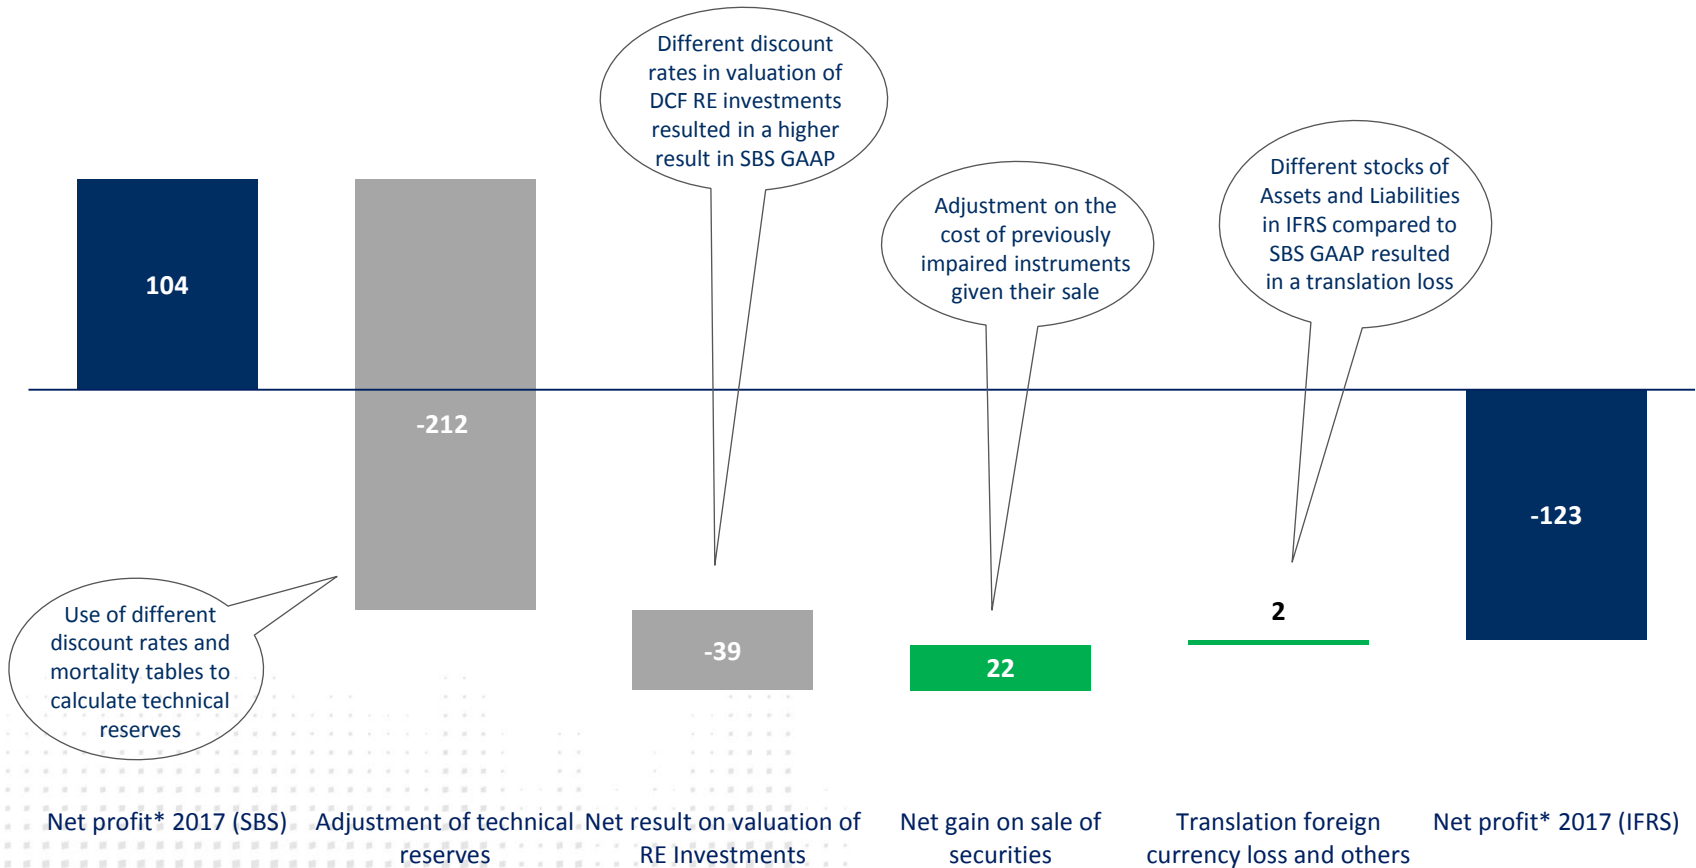 Different discount
rates in valuation of
DCF RE investments
resulted in a higher
result in SBS GAAP
Adjustment on the
cost of previously
impaired instruments
given their sale
Different stocks of
Assets and Liabilities
in IFRS compared to
SBS GAAP resulted
in a translation loss
104
-212
-123
Use of different
discount rates and
mortality tables to
calculate technical
reserves
-39
22
2
Net profit* 2017 (SBS)
Adjustment of technical
reserves
Net result on valuation of
RE Investments
Net gain on sale of
securities
Translation foreign
currency loss and others
Net profit* 2017 (IFRS)